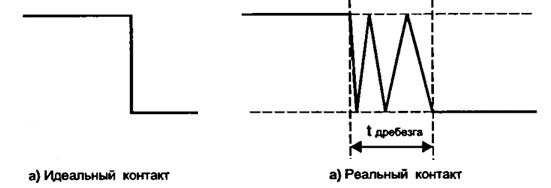 t дребезга
а) Идеальный контакт
а) Реальный контакт